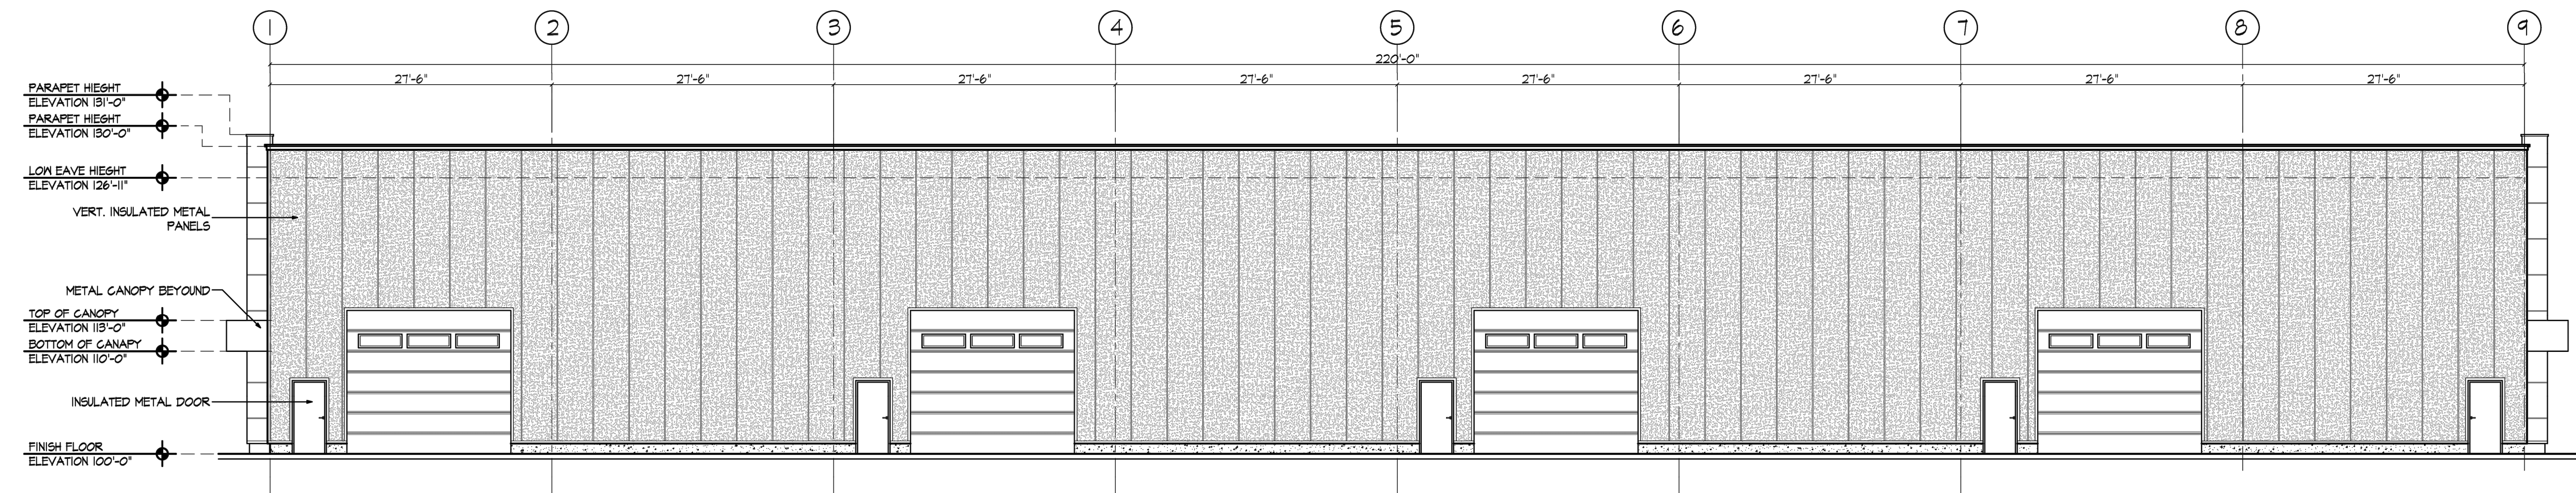 1 2 3 4 5 6 7 8 9
220'-0"
27'-6" 27'-6" 27'-6" 27'-6" 27'-6" 27'-6" 27'-6" 27'-6"
PARAPET HIEGHT
ELEVATION 131'-0"
PARAPET HIEGHT
ELEVATION 130'-0"
LOW EAVE HIEGHT
ELEVATION 126'-11"
VERT. INSULATED METAL
PANELS
METAL CANOPY BEYOUND
TOP OF CANOPY
ELEVATION 113'-0"
BOTTOM OF CANAPY
ELEVATION 110'-0"
INSULATED METAL DOOR
FINISH FLOOR
ELEVATION 100'-0"